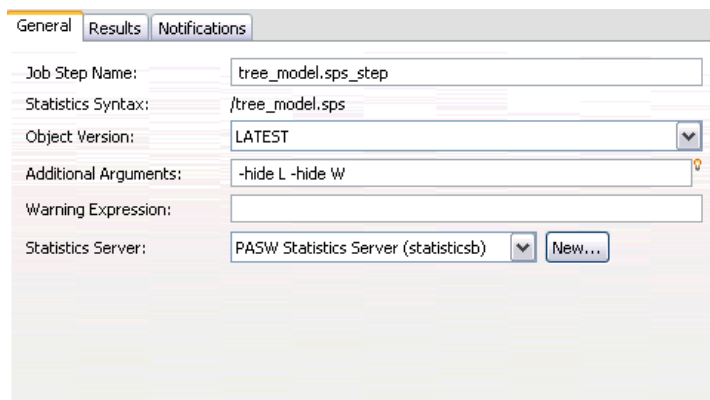 General Results Notifications
Job Step Name: tree_model.sps_step
Statistics Syntax: /tree_model.sps
Object Version: LATEST
Additional Arguments: -hide L -hide W
Warning Expression:
Statistics Server: PASW Statistics Server (statisticsb) New...